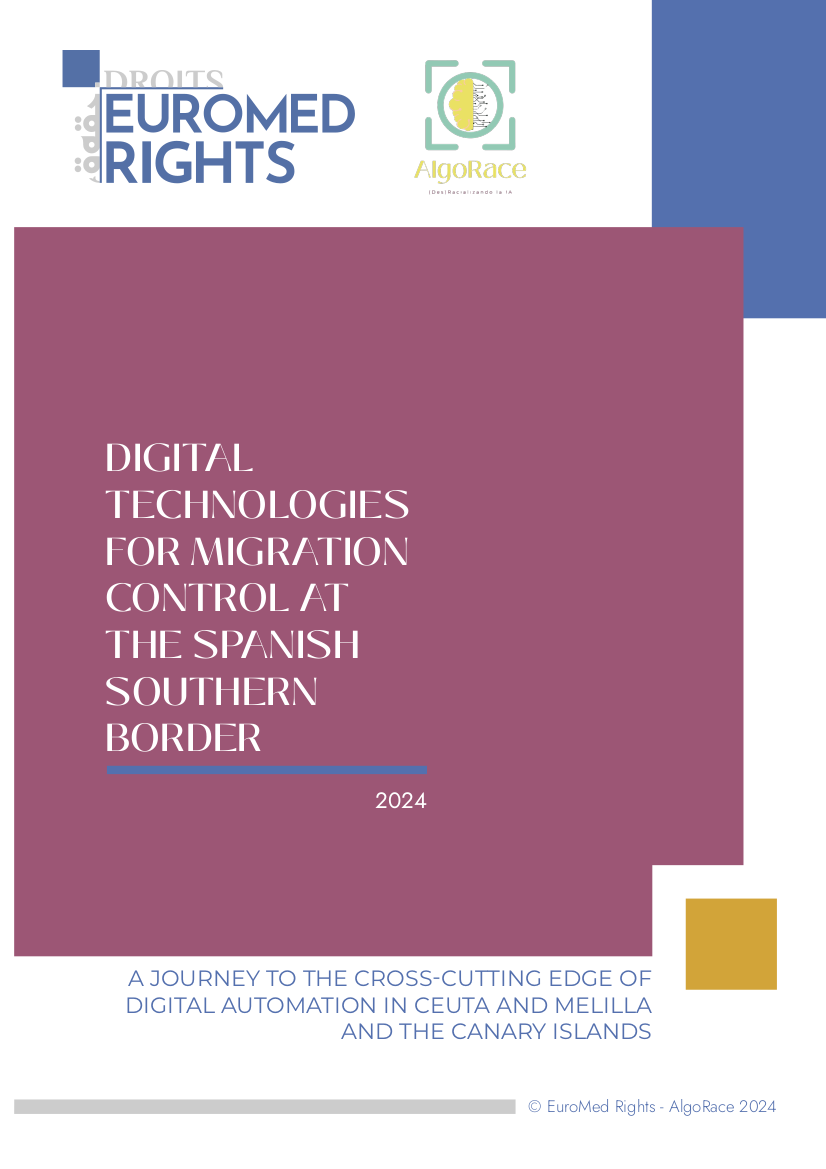 DROITS
EUROMED
RIGHTS
AlgoRace
(Des)Racializando la IA
DIGITAL
TECHNOLOGIES
FOR MIGRATION
CONTROL AT
THE SPANISH
SOUTHERN
BORDER
2024
A JOURNEY TO THE CROSS-CUTTING EDGE OF
DIGITAL AUTOMATION IN CEUTA AND MELILLA
AND THE CANARY ISLANDS
© EuroMed Rights - AlgoRace 2024